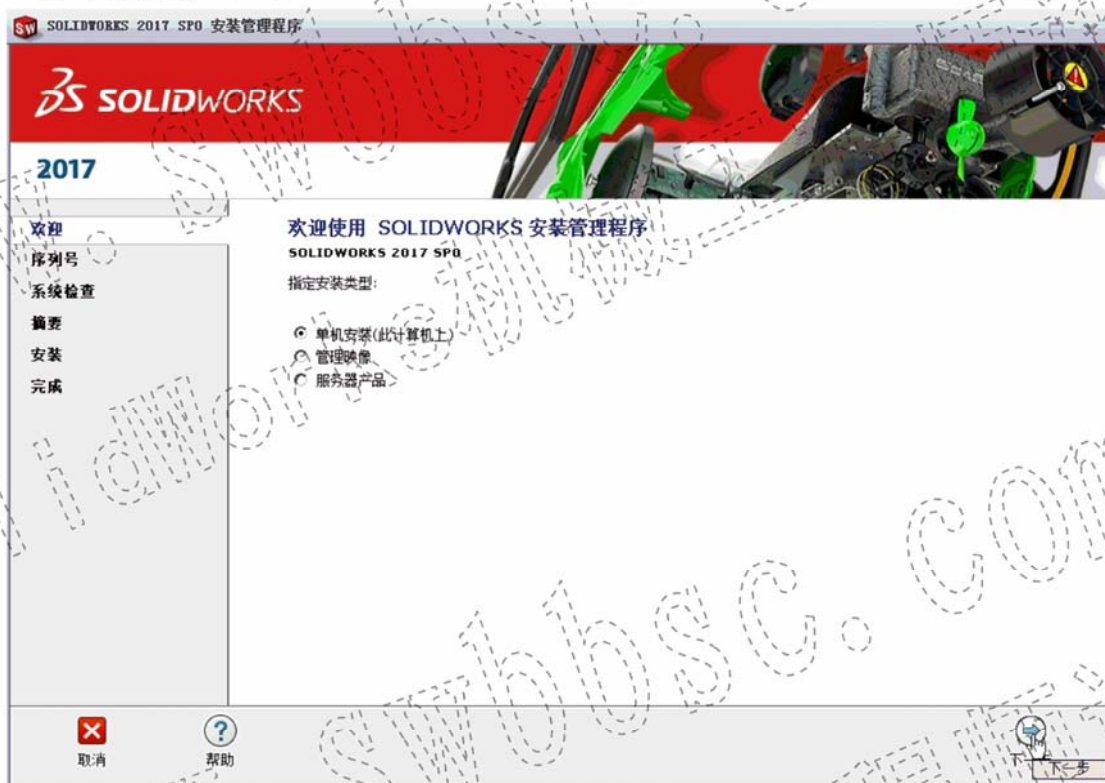 SOLIDWORKS 2017 SP0 安装管理程序
SOLIDWORKS
2017
欢迎
序列号
系统检查
摘要
安装
完成
欢迎使用 SOLIDWORKS 安装管理程序
SOLIDWORKS 2017 SP0
指定安装类型:
单机安装(此计算机上)
管理映像
服务器产品
取消
帮助
下一步